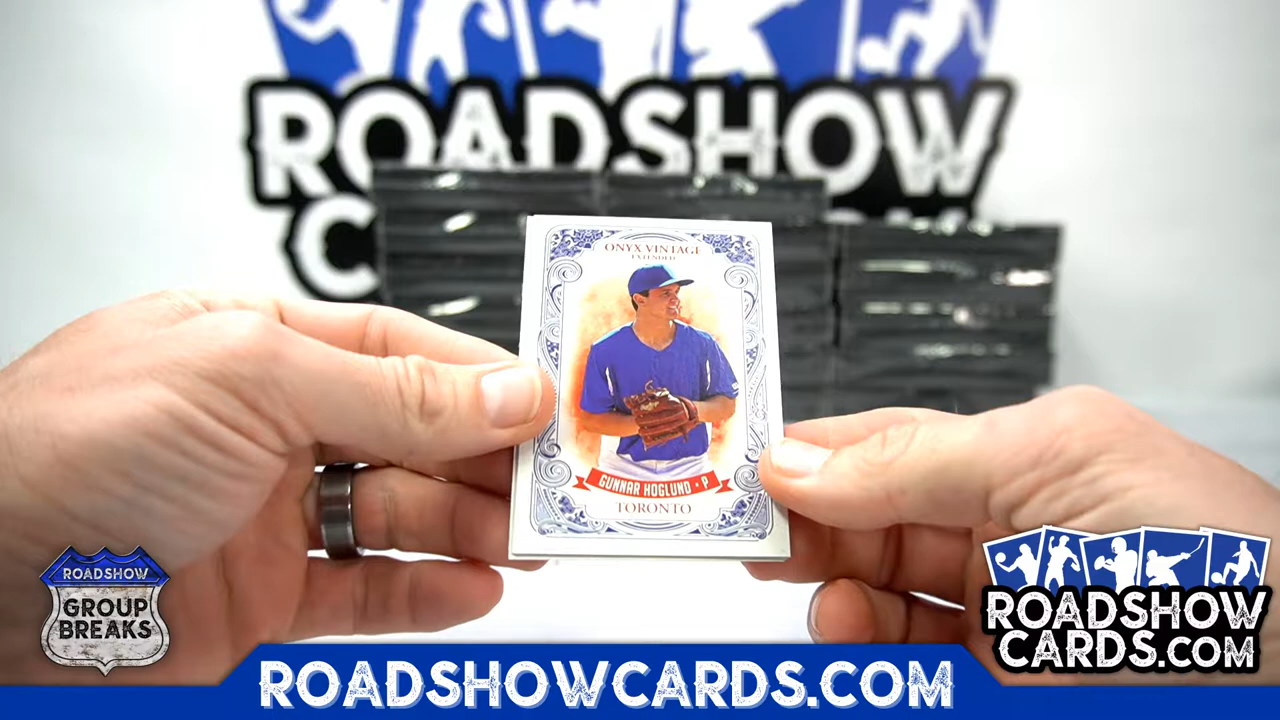 ROADSHOW
C
ONYX VINTAGE
EXTENDED
GUNNAR HOGLUND • P
TORONTO
ROADSHOW
GROUP
BREAKS
ROADSHOW
CARDS.COM
ROADSHOWCARDS.COM